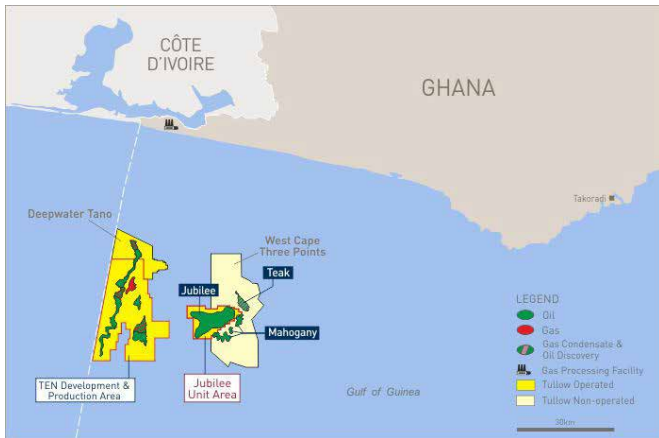 CÔTE
D'IVOIRE
GHANA
Takoradi
Deepwater Tano
West Cape
Three Points
Teak
Jubilee
Mahogany
TEN Development &
Production Area
Jubilee
Unit Area
Gulf of Guinea
LEGEND
Oil
Gas
Gas Condensate &
Oil Discovery
Gas Processing Facility
Tullow Operated
Tullow Non-operated
30km